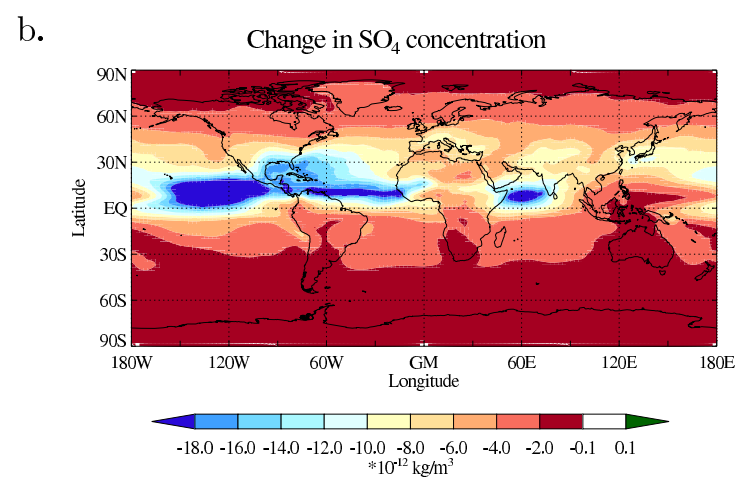 b.
Change in SO4 concentration
90N
60N
30N
EQ
30S
60S
90S
Latitude
180W 120W 60W GM 60E 120E 180E
Longitude
-18.0 -16.0 -14.0 -12.0 -10.0 -8.0 -6.0 -4.0 -2.0 -0.1 0.1
*10-12 kg/m3